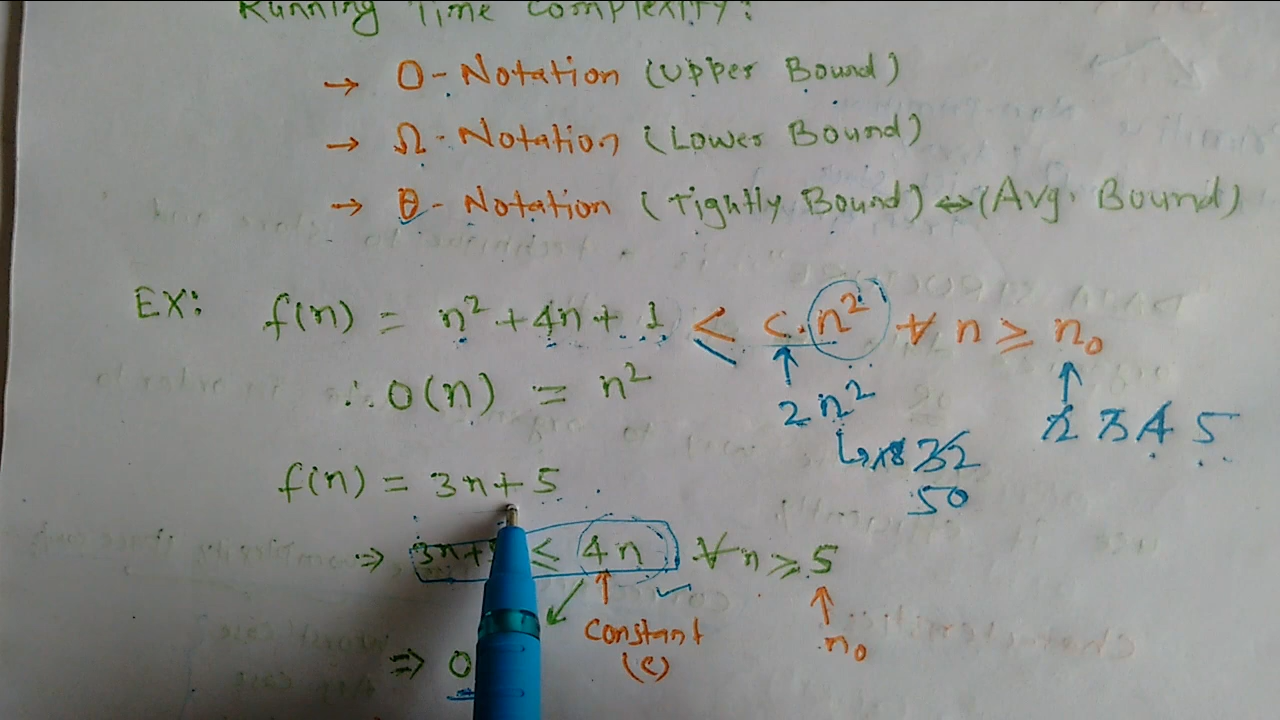 Running Time Complexity:
→ O-Notation (Upper Bound)
→ Ω-Notation (Lower Bound)
→ θ-Notation (Tightly Bound) ↔ (Avg. Bound)
EX: f(n) = n² + 4n + 1 < c.n² ∀ n ≥ n₀
∴ O(n) = n²
2n²
2 3 4 5
32
50
f(n) = 3n+5
⇒ 3n+ ≤ 4n ∀ n ≥ 5
constant
(c)
n₀
⇒ O